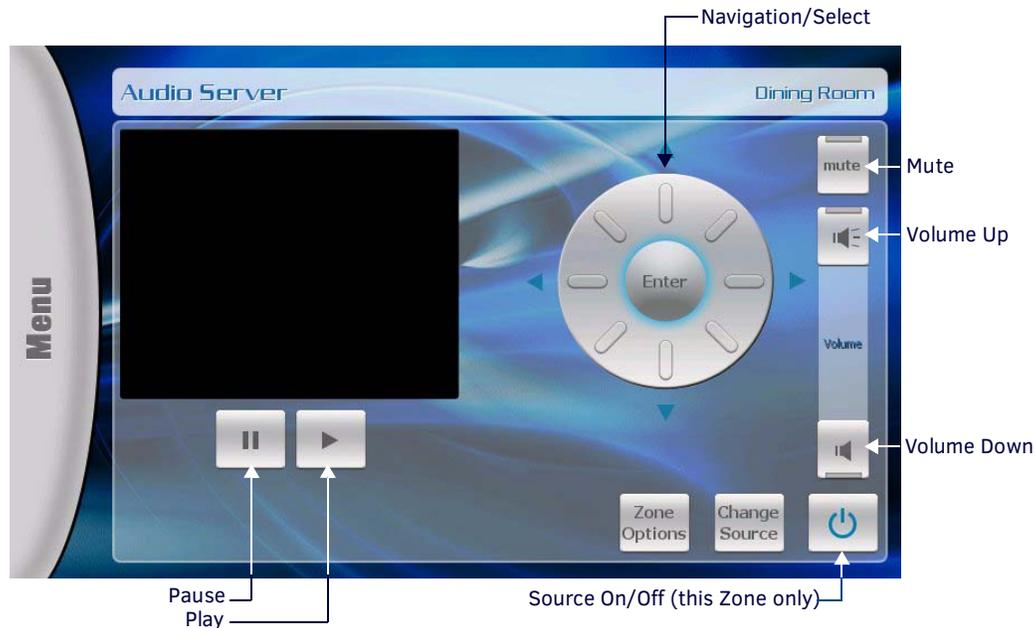 Navigation/Select
Audio Server
Dining Room
mute
Mute
Volume Up
Enter
Menu
Volume
Volume Down
Zone
Options
Change
Source
Pause
Play
Source On/Off (this Zone only)